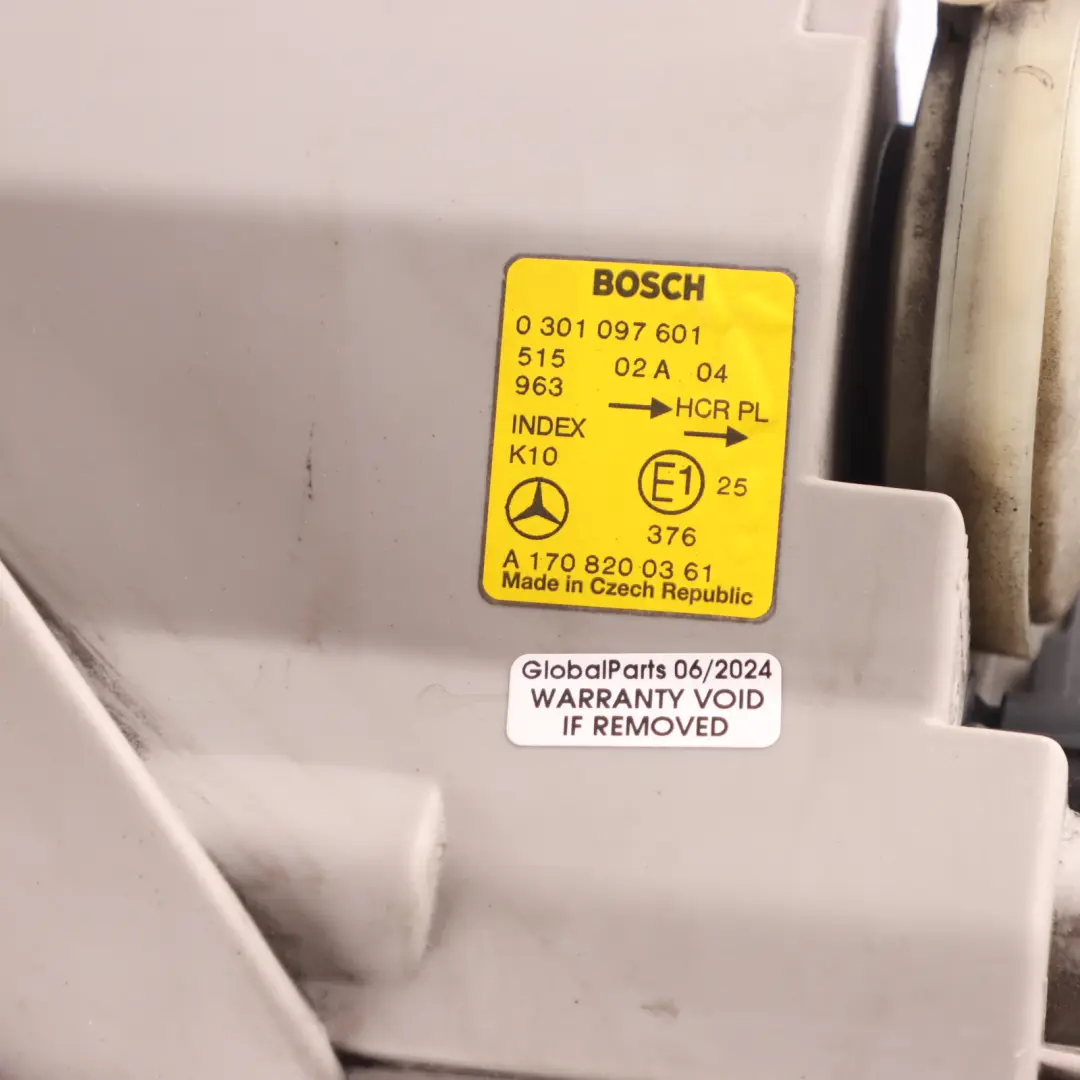 BOSCH
0 301 097 601
515 02 A 04
963 HCR PL
INDEX
K10 E1 25
376
A 170 820 03 61
Made in Czech Republic
GlobalParts 06/2024
WARRANTY VOID
IF REMOVED